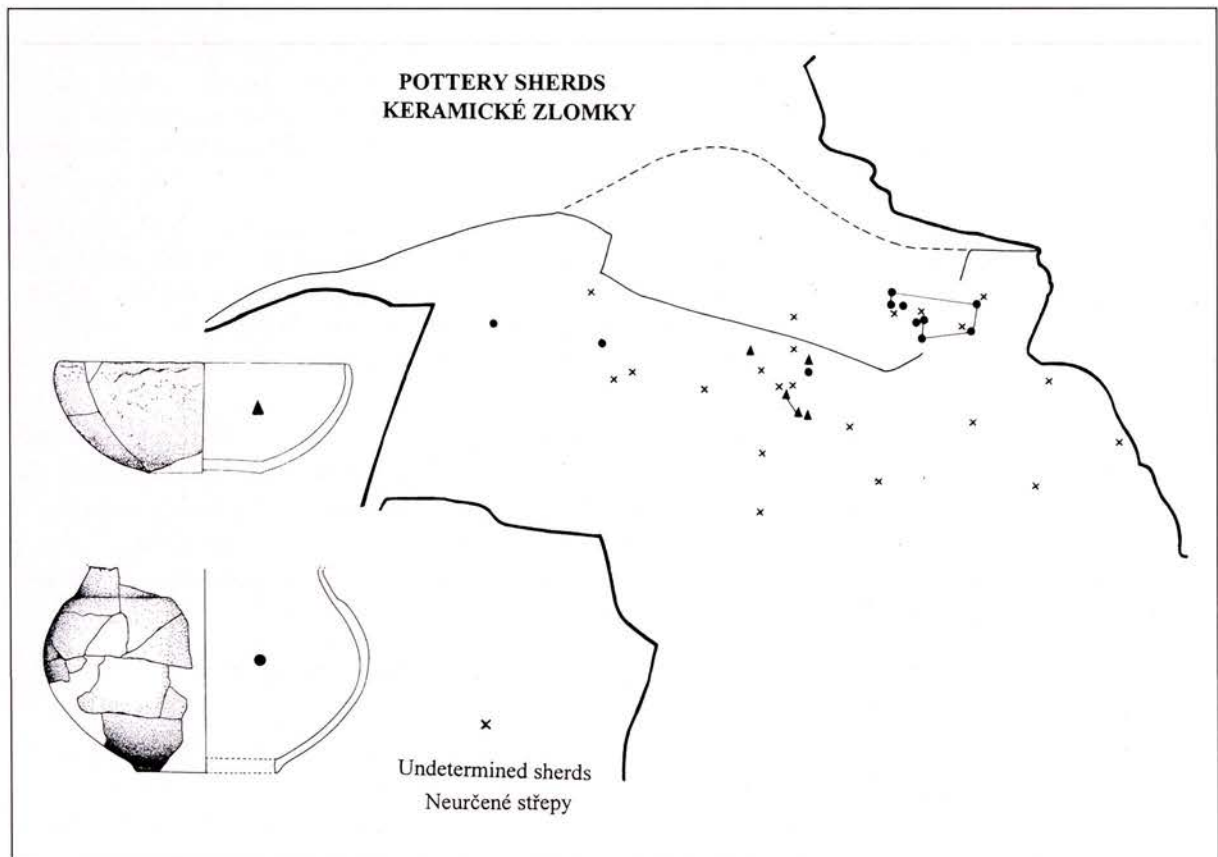 POTTERY SHERDS
KERAMICKÉ ZLOMKY
Undetermined sherds
Neurčené střepy